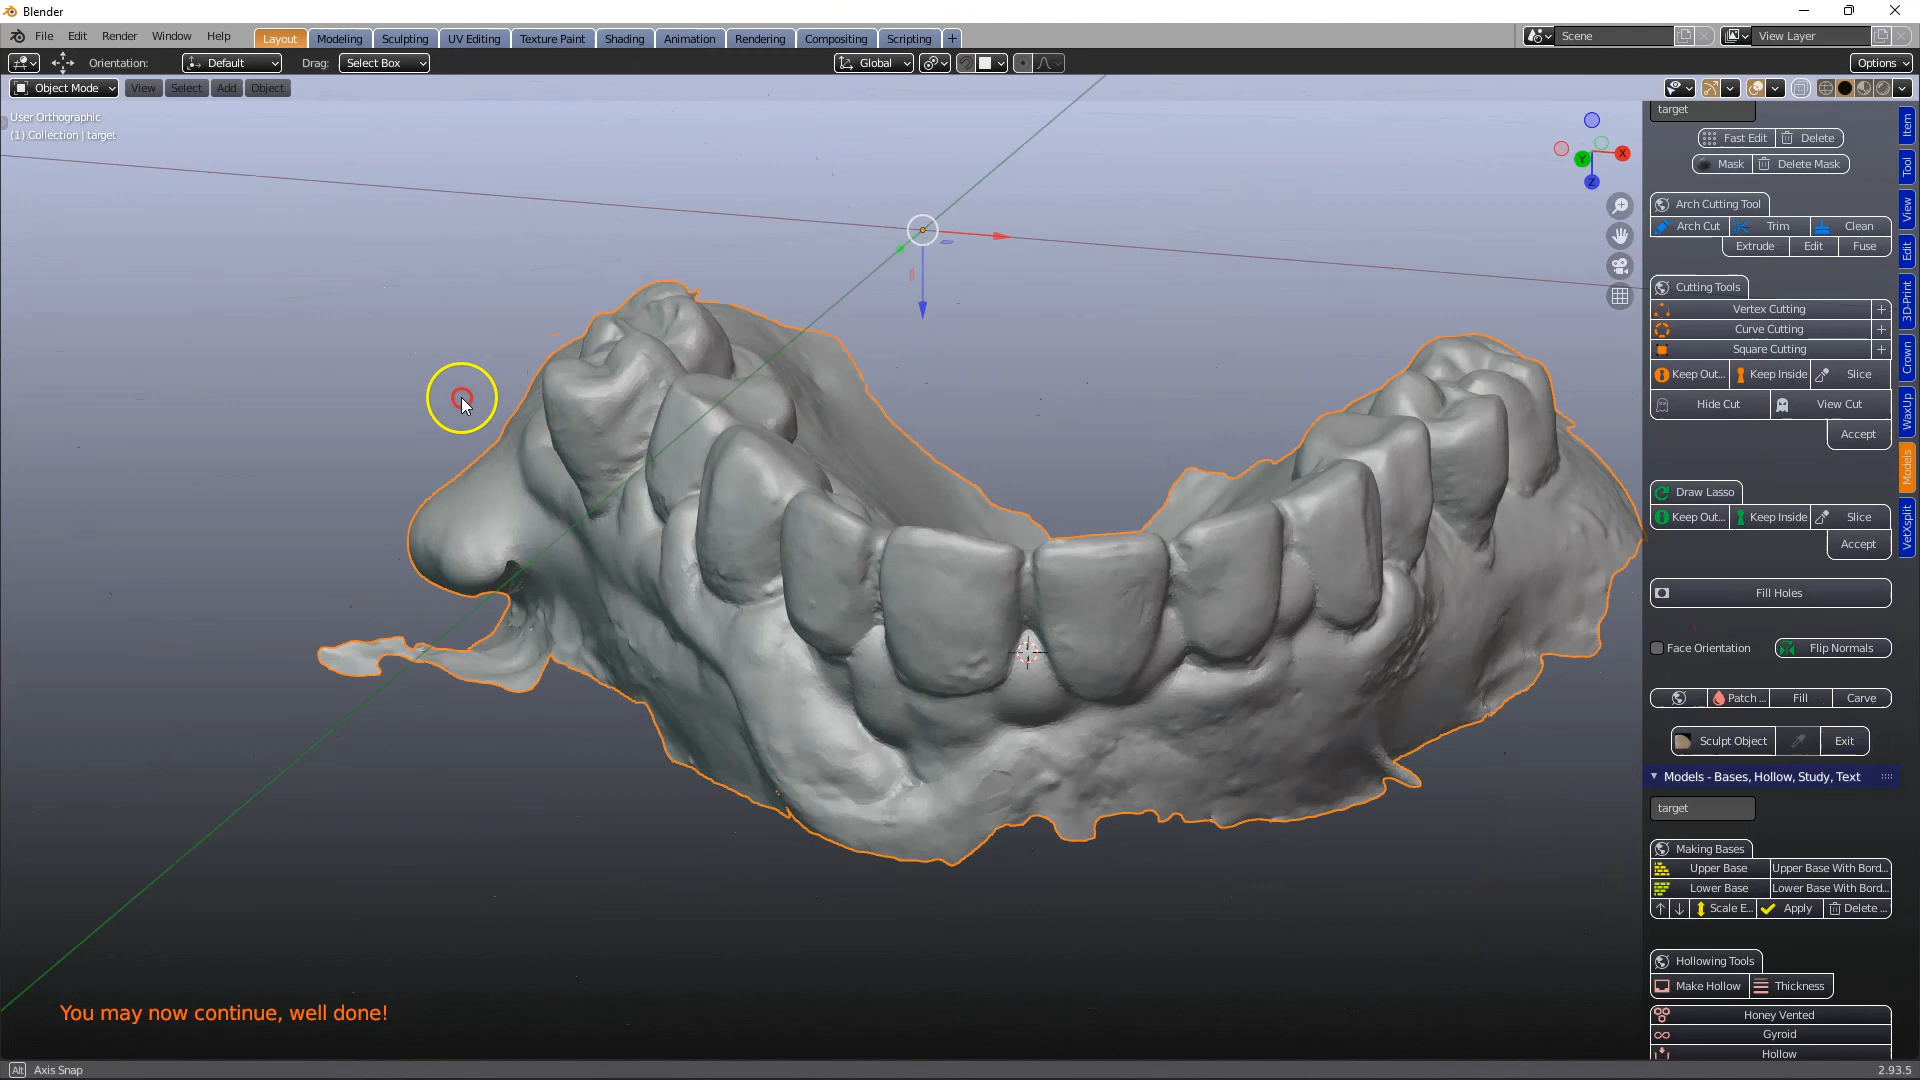 Blender
File Edit Render Window Help Layout Modeling Sculpting UV Editing Texture Paint Shading Animation Rendering Compositing Scripting + Scene View Layer
Orientation: Default Drag: Select Box Global Options
Object Mode View Select Add Object
User Orthographic
(1) Collection | target
X
Y
Z
target
Fast Edit Delete
Mask Delete Mask
Arch Cutting Tool
Arch Cut Trim Clean
Extrude Edit Fuse
Cutting Tools
Vertex Cutting +
Curve Cutting +
Square Cutting +
Keep Out... Keep Inside Slice
Hide Cut View Cut
Accept
Draw Lasso
Keep Out... Keep Inside Slice
Accept
Fill Holes
Face Orientation Flip Normals
Patch ... Fill Carve
Sculpt Object Exit
Models - Bases, Hollow, Study, Text
target
Making Bases
Upper Base Upper Base With Bord...
Lower Base Lower Base With Bord...
Scale E... Apply Delete ...
Hollowing Tools
Make Hollow Thickness
Honey Vented
Gyroid
Hollow
Item
Tool
View
Edit
3D-Print
Crown
WaxUp
Models
VetXsplit
You may now continue, well done!
Alt Axis Snap
2.93.5